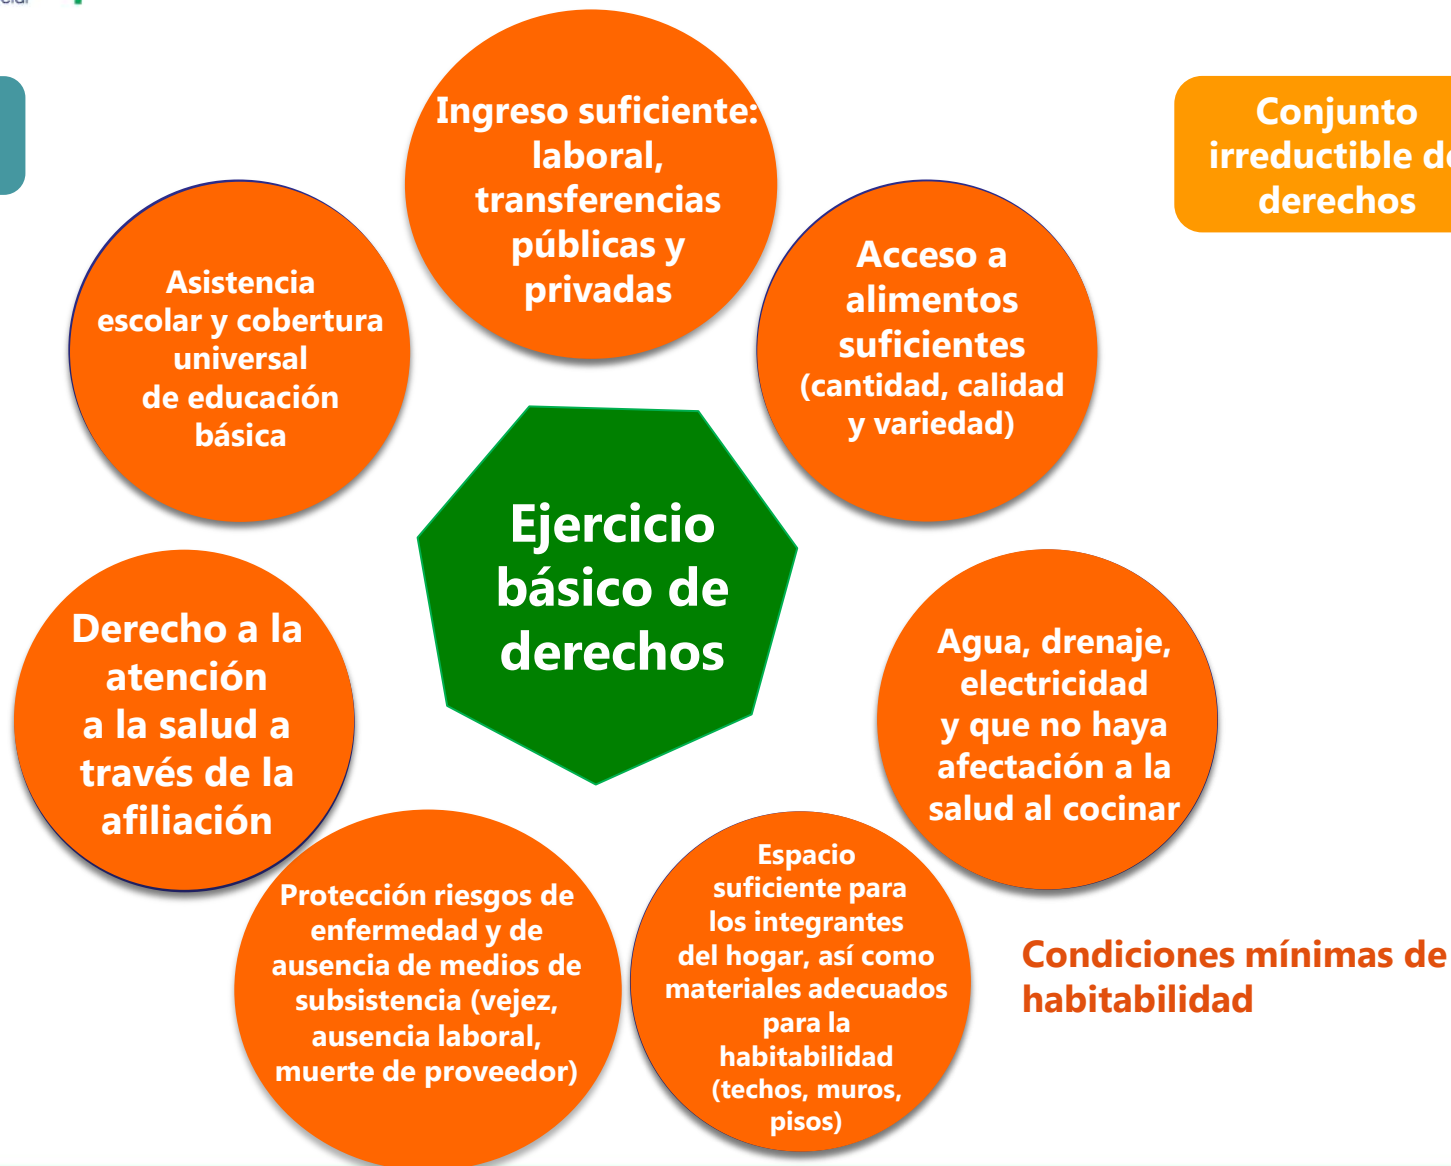 Ingreso suficiente:
laboral,
transferencias
públicas y
privadas
Conjunto
irreductible de
derechos
Asistencia
escolar y cobertura
universal
de educación
básica
Acceso a
alimentos
suficientes
(cantidad, calidad
y variedad)
Ejercicio
básico de
derechos
Derecho a la
atención
a la salud a
través de la
afiliación
Agua, drenaje,
electricidad
y que no haya
afectación a la
salud al cocinar
Protección riesgos de
enfermedad y de
ausencia de medios de
subsistencia (vejez,
ausencia laboral,
muerte de proveedor)
Espacio
suficiente para
los integrantes
del hogar, así como
materiales adecuados
para la
habitabilidad
(techos, muros,
pisos)
Condiciones mínimas de
habitabilidad